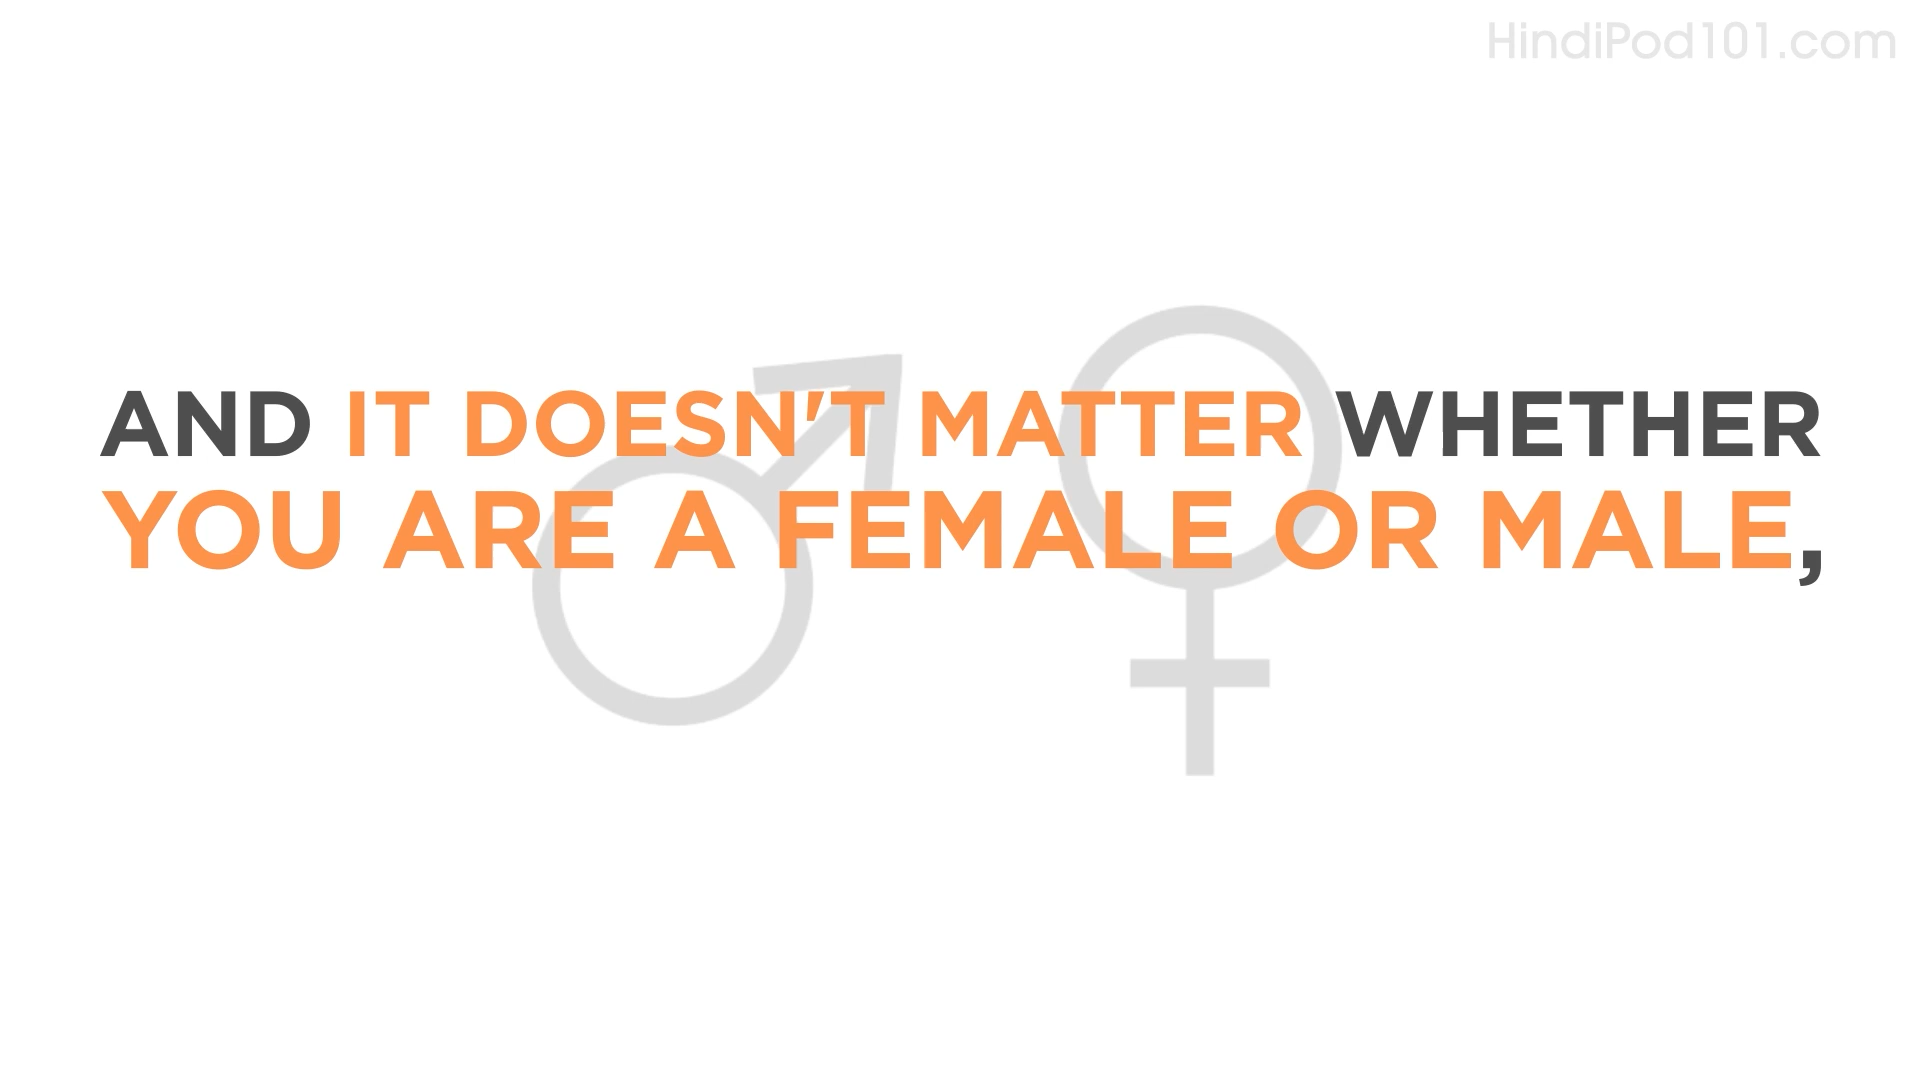 HindiPod101.com
AND IT DOESN'T MATTER WHETHER
YOU ARE A FEMALE OR MALE,